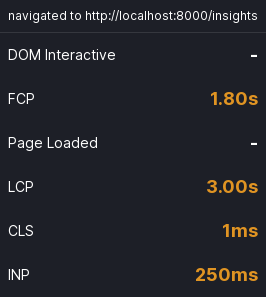 navigated to http://localhost:8000/insights
DOM Interactive -
FCP 1.80s
Page Loaded -
LCP 3.00s
CLS 1ms
INP 250ms